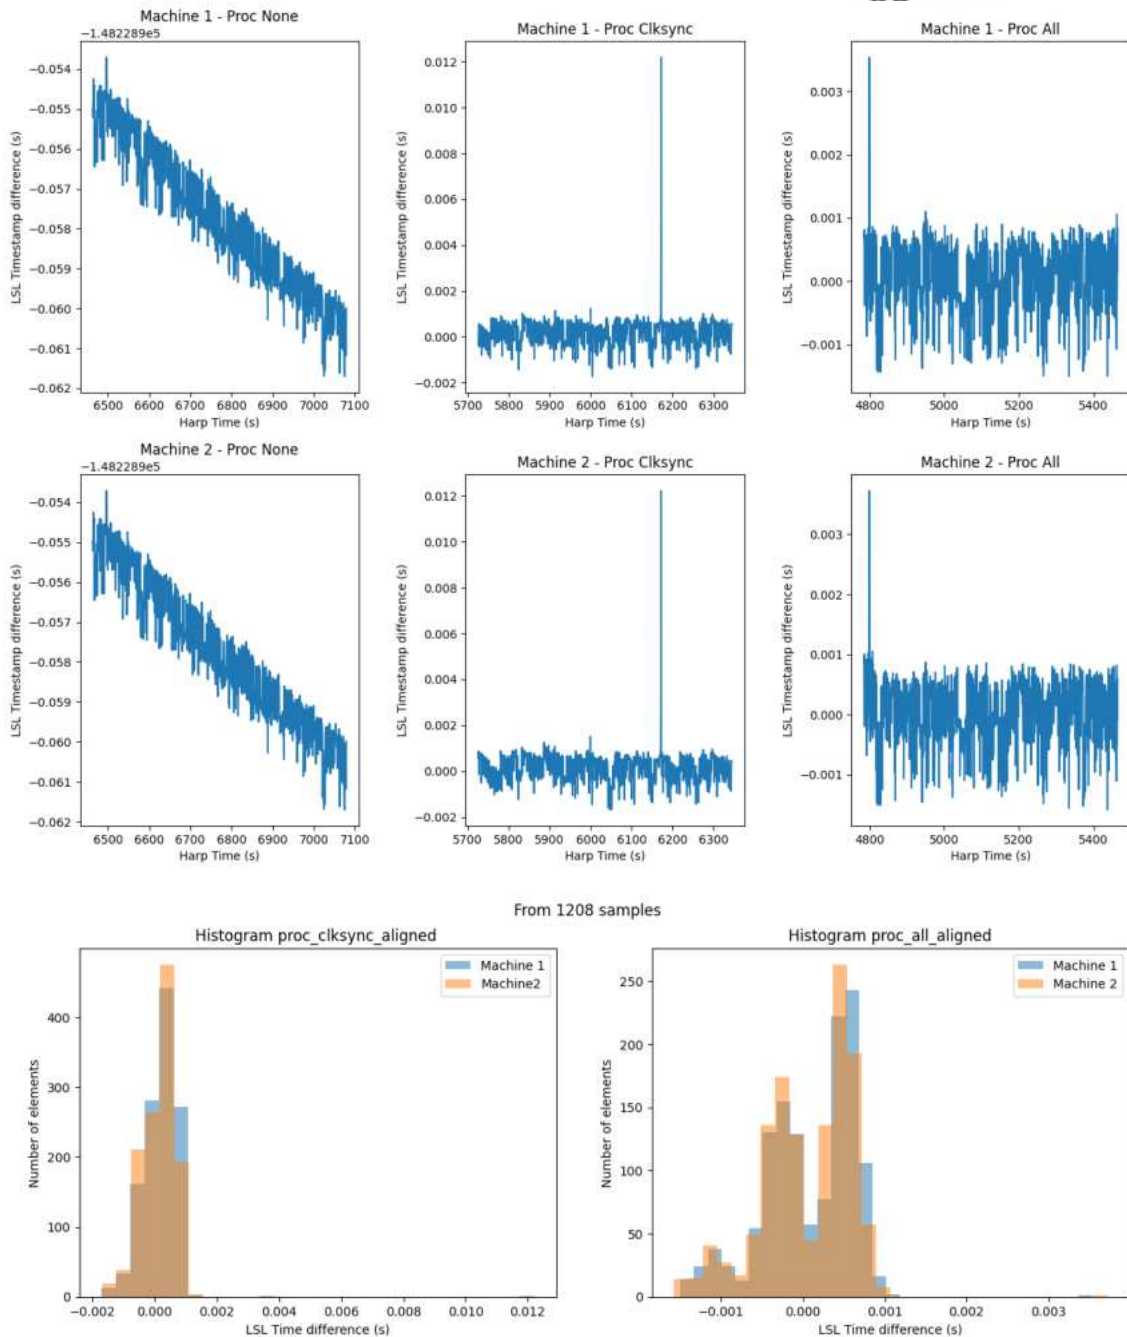 Machine 1 - Proc None
Machine 1 - Proc Clksync
Machine 1 - Proc All
−1.482289e5
−0.054
−0.055
−0.056
−0.057
−0.058
−0.059
−0.060
−0.061
−0.062
LSL Timestamp difference (s)
6500 6600 6700 6800 6900 7000 7100
Harp Time (s)
0.012
0.010
0.008
0.006
0.004
0.002
0.000
−0.002
LSL Timestamp difference (s)
5700 5800 5900 6000 6100 6200 6300
Harp Time (s)
0.003
0.002
0.001
0.000
−0.001
LSL Timestamp difference (s)
4800 5000 5200 5400
Harp Time (s)
Machine 2 - Proc None
Machine 2 - Proc Clksync
Machine 2 - Proc All
−1.482289e5
−0.054
−0.055
−0.056
−0.057
−0.058
−0.059
−0.060
−0.061
−0.062
LSL Timestamp difference (s)
6500 6600 6700 6800 6900 7000 7100
Harp Time (s)
0.012
0.010
0.008
0.006
0.004
0.002
0.000
−0.002
LSL Timestamp difference (s)
5700 5800 5900 6000 6100 6200 6300
Harp Time (s)
0.003
0.002
0.001
0.000
−0.001
LSL Timestamp difference (s)
4800 5000 5200 5400
Harp Time (s)
From 1208 samples
Histogram proc_clksync_aligned
Machine 1
Machine2
400
300
200
100
0
Number of elements
−0.002 0.000 0.002 0.004 0.006 0.008 0.010 0.012
LSL Time difference (s)
Histogram proc_all_aligned
Machine 1
Machine 2
250
200
150
100
50
0
Number of elements
−0.001 0.000 0.001 0.002 0.003
LSL Time difference (s)